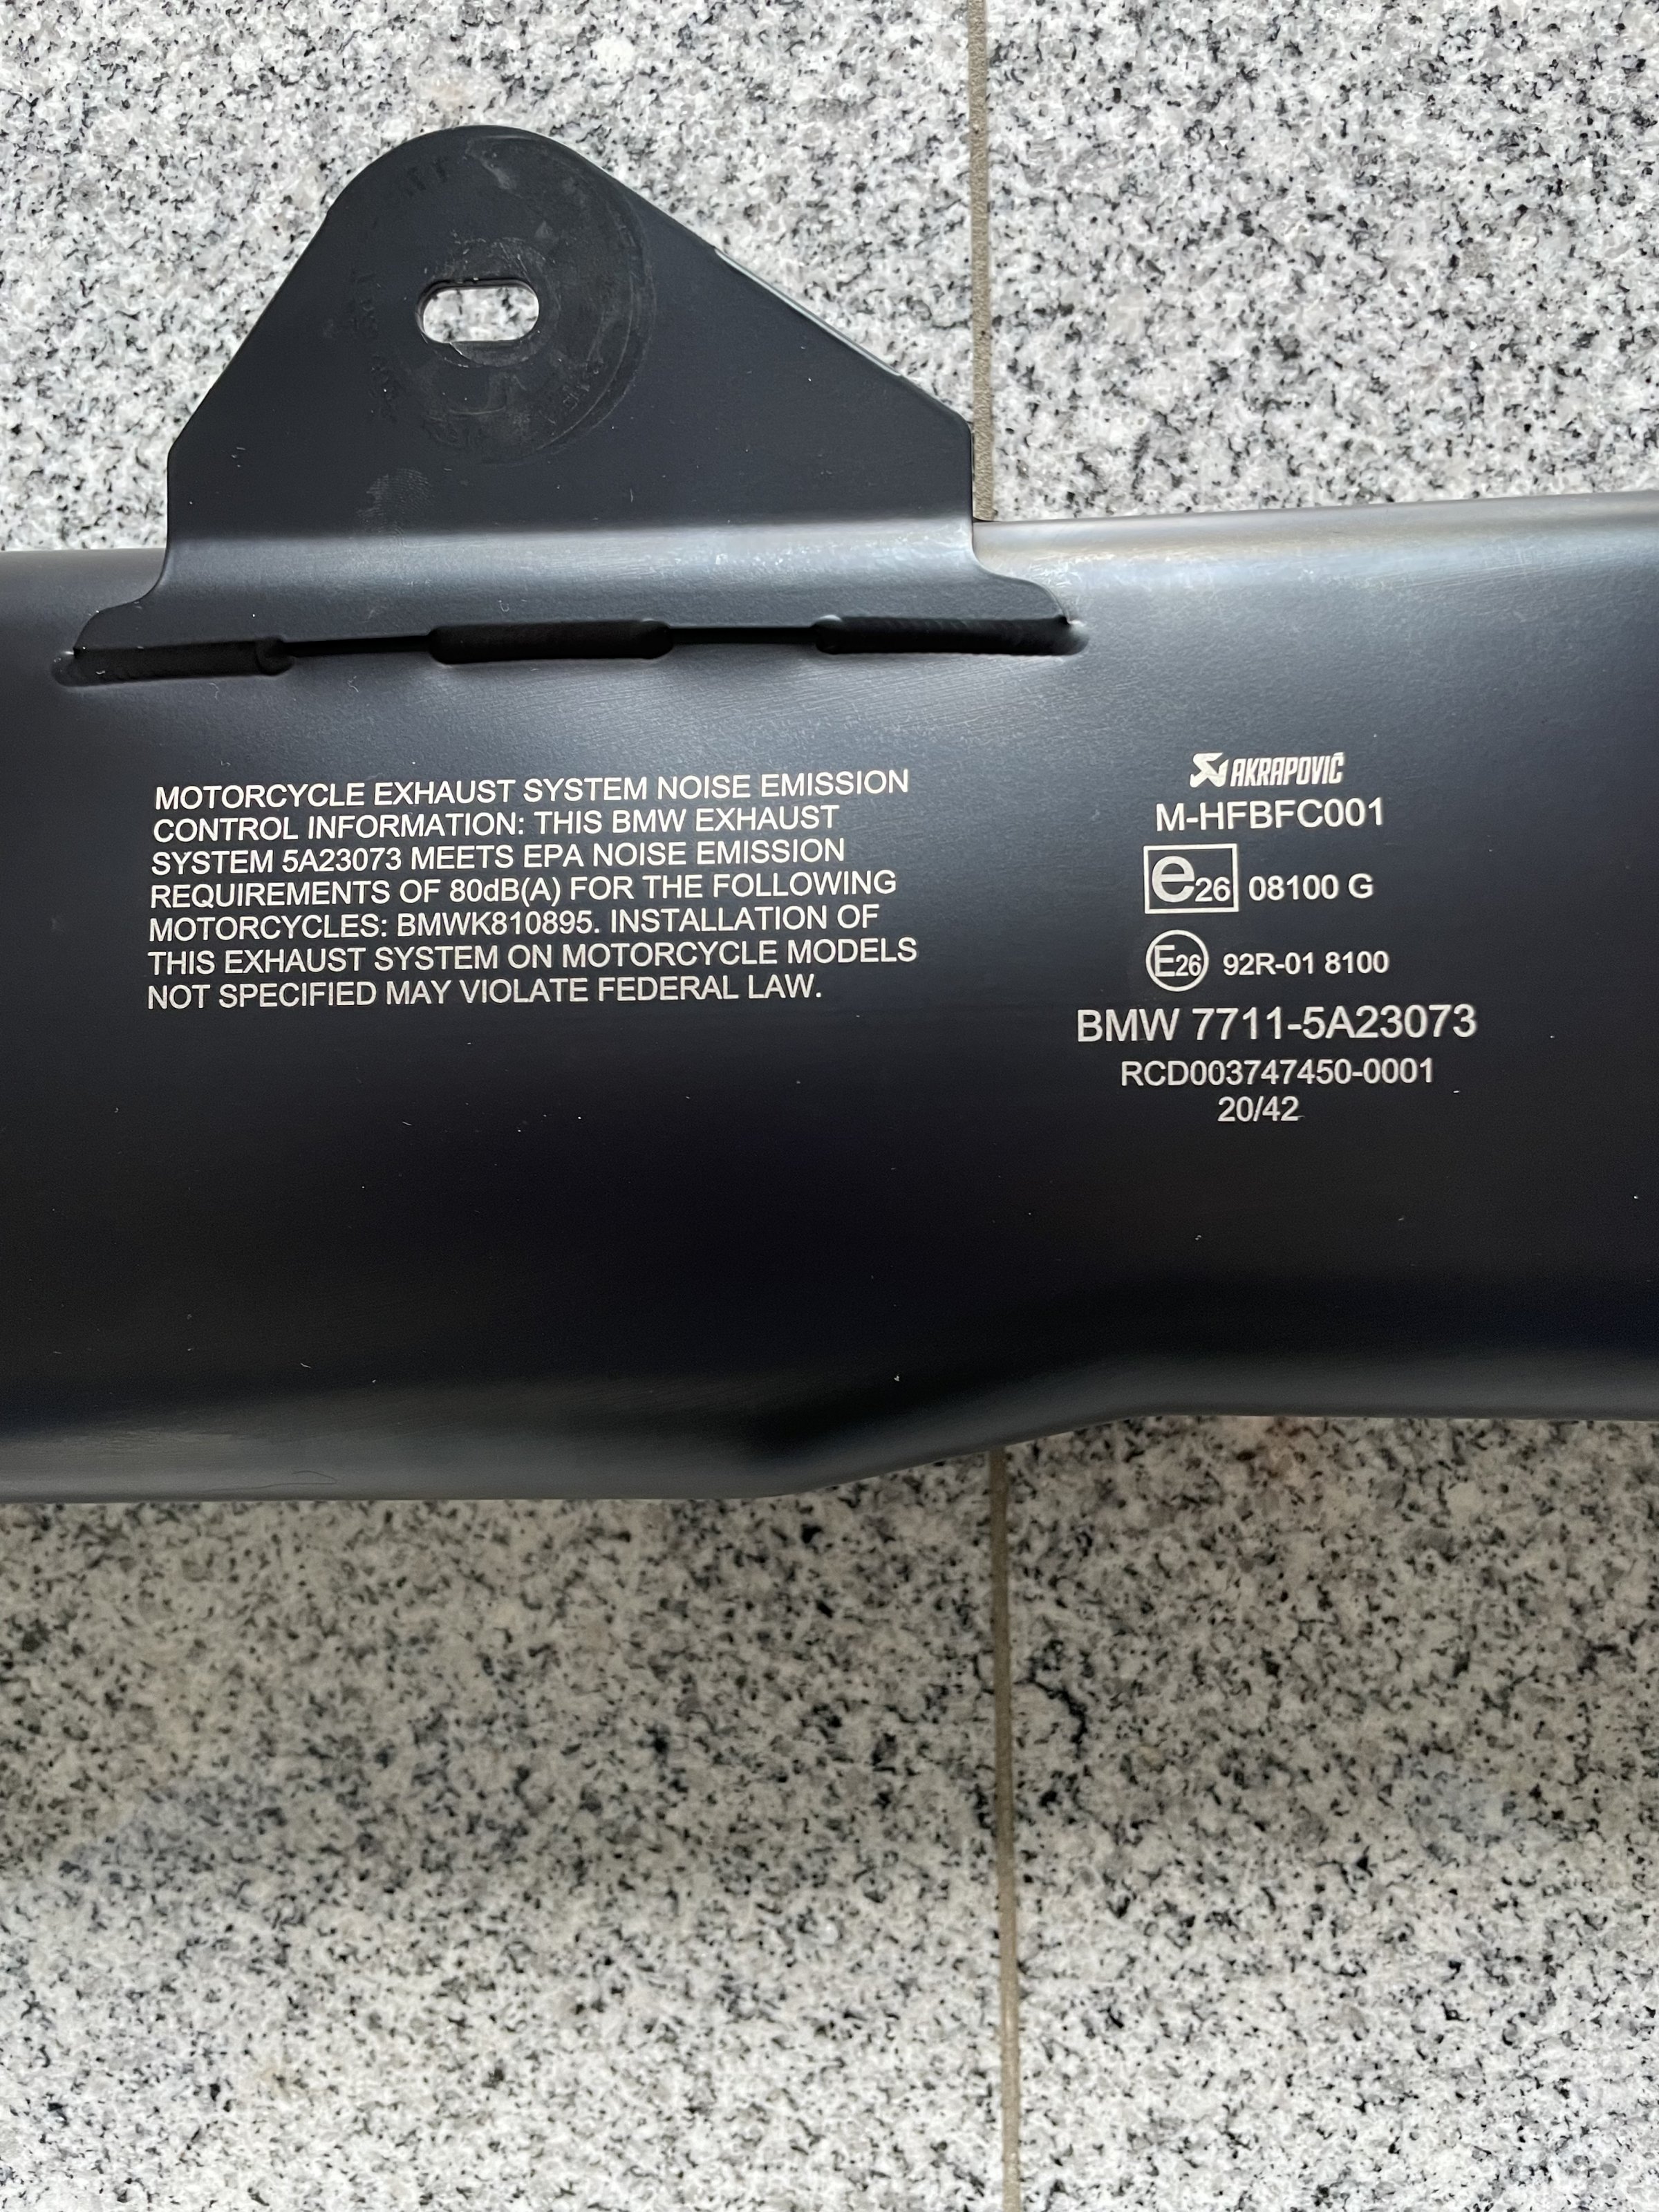 MOTORCYCLE EXHAUST SYSTEM NOISE EMISSION
CONTROL INFORMATION: THIS BMW EXHAUST
SYSTEM 5A23073 MEETS EPA NOISE EMISSION
REQUIREMENTS OF 80dB(A) FOR THE FOLLOWING
MOTORCYCLES: BMWK810895. INSTALLATION OF
THIS EXHAUST SYSTEM ON MOTORCYCLE MODELS
NOT SPECIFIED MAY VIOLATE FEDERAL LAW.
AKRAPOVIČ
M-HFBFC001
e26 08100 G
E26 92R-01 8100
BMW 7711-5A23073
RCD003747450-0001
20/42